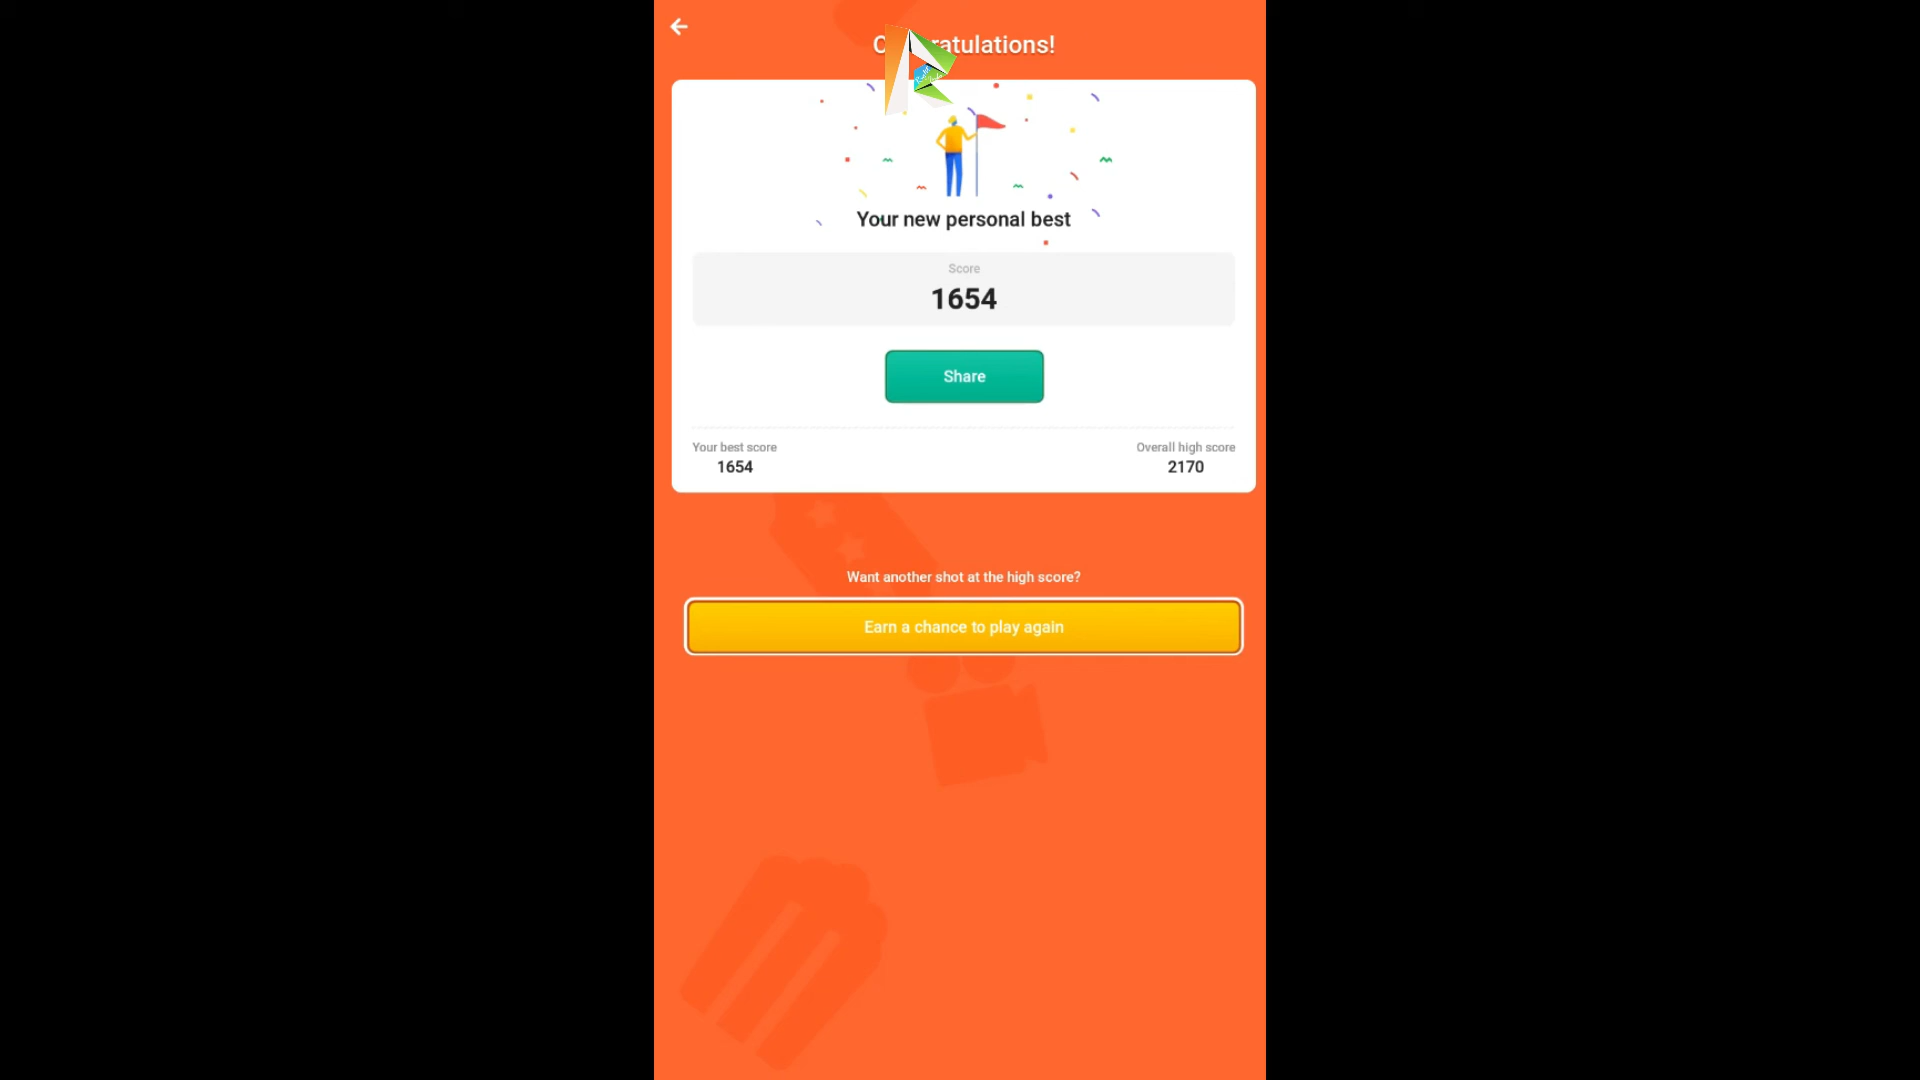 Your new personal best
Score
1654
Share
Your best score
1654
Overall high score
2170
Want another shot at the high score?
Earn a chance to play again